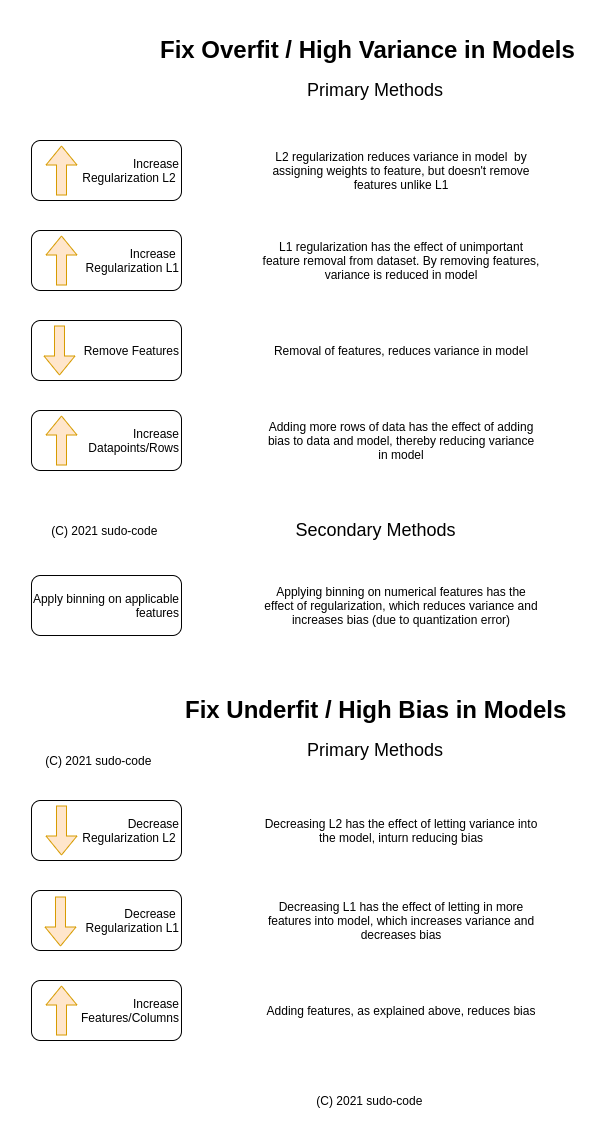 Fix Overfit / High Variance in Models
Primary Methods
Increase
Regularization L2
L2 regularization reduces variance in model by
assigning weights to feature, but doesn't remove
features unlike L1
Increase
Regularization L1
L1 regularization has the effect of unimportant
feature removal from dataset. By removing features,
variance is reduced in model
Remove Features
Removal of features, reduces variance in model
Increase
Datapoints/Rows
Adding more rows of data has the effect of adding
bias to data and model, thereby reducing variance
in model
(C) 2021 sudo-code
Secondary Methods
Apply binning on applicable
features
Applying binning on numerical features has the
effect of regularization, which reduces variance and
increases bias (due to quantization error)
Fix Underfit / High Bias in Models
Primary Methods
(C) 2021 sudo-code
Decrease
Regularization L2
Decreasing L2 has the effect of letting variance into
the model, inturn reducing bias
Decrease
Regularization L1
Decreasing L1 has the effect of letting in more
features into model, which increases variance and
decreases bias
Increase
Features/Columns
Adding features, as explained above, reduces bias
(C) 2021 sudo-code